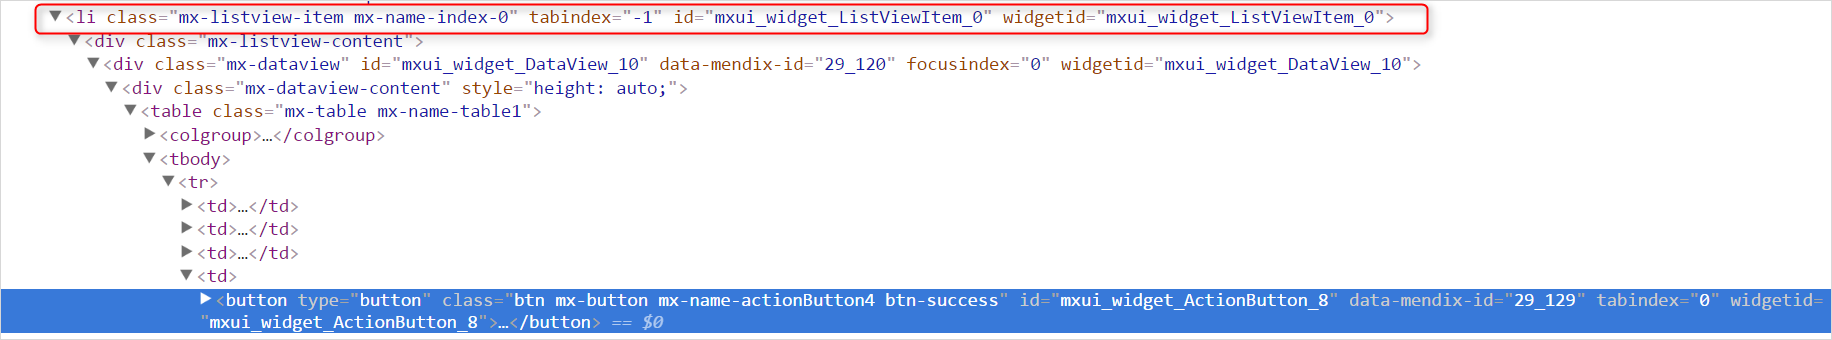 ▼<li class="mx-listview-item mx-name-index-0" tabindex="-1" id="mxui_widget_ListViewItem_0" widgetid="mxui_widget_ListViewItem_0">
▼<div class="mx-listview-content">
▼<div class="mx-dataview" id="mxui_widget_DataView_10" data-mendix-id="29_120" focusindex="0" widgetid="mxui_widget_DataView_10">
▼<div class="mx-dataview-content" style="height: auto;">
▼<table class="mx-table mx-name-table1">
▶<colgroup>…</colgroup>
▼<tbody>
▼<tr>
▶<td>…</td>
▶<td>…</td>
▶<td>…</td>
▼<td>
▶<button type="button" class="btn mx-button mx-name-actionButton4 btn-success" id="mxui_widget_ActionButton_8" data-mendix-id="29_129" tabindex="0" widgetid=
"mxui_widget_ActionButton_8">…</button> == $0